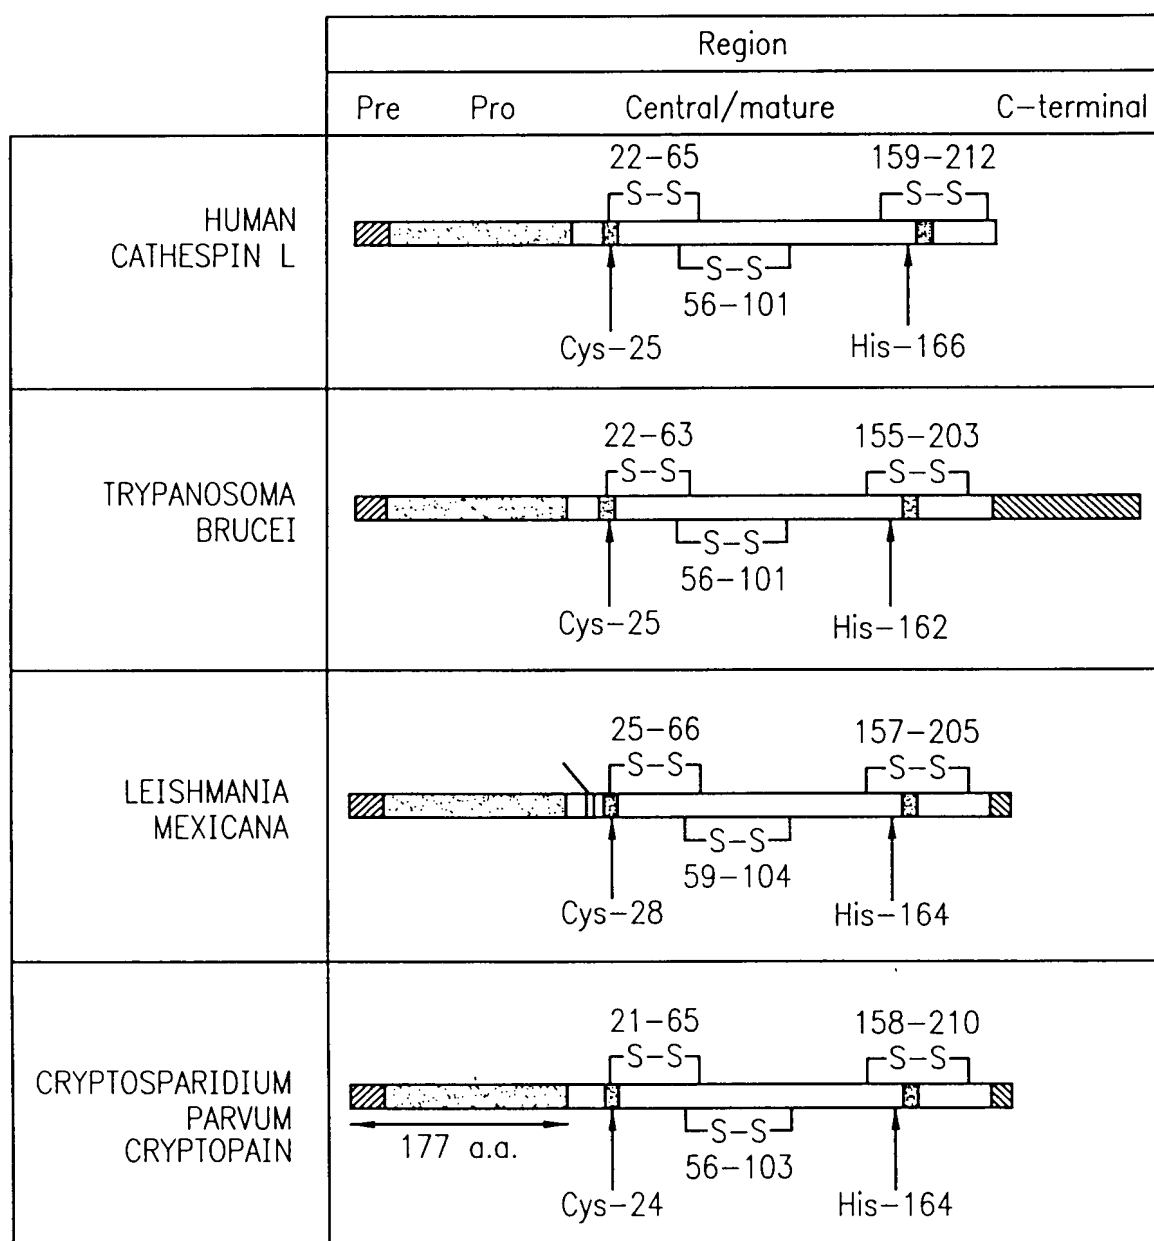 Region
Pre Pro Central/mature C-terminal
HUMAN
CATHESPIN L
22-65 159-212
S-S S-S
S-S
56-101
Cys-25 His-166
TRYPANOSOMA
BRUCEI
22-63 155-203
S-S S-S
S-S
56-101
Cys-25 His-162
LEISHMANIA
MEXICANA
25-66 157-205
S-S S-S
S-S
59-104
Cys-28 His-164
CRYPTOSPARIDIUM
PARVUM
CRYPTOPAIN
21-65 158-210
S-S S-S
S-S
177 a.a. 56-103
Cys-24 His-164